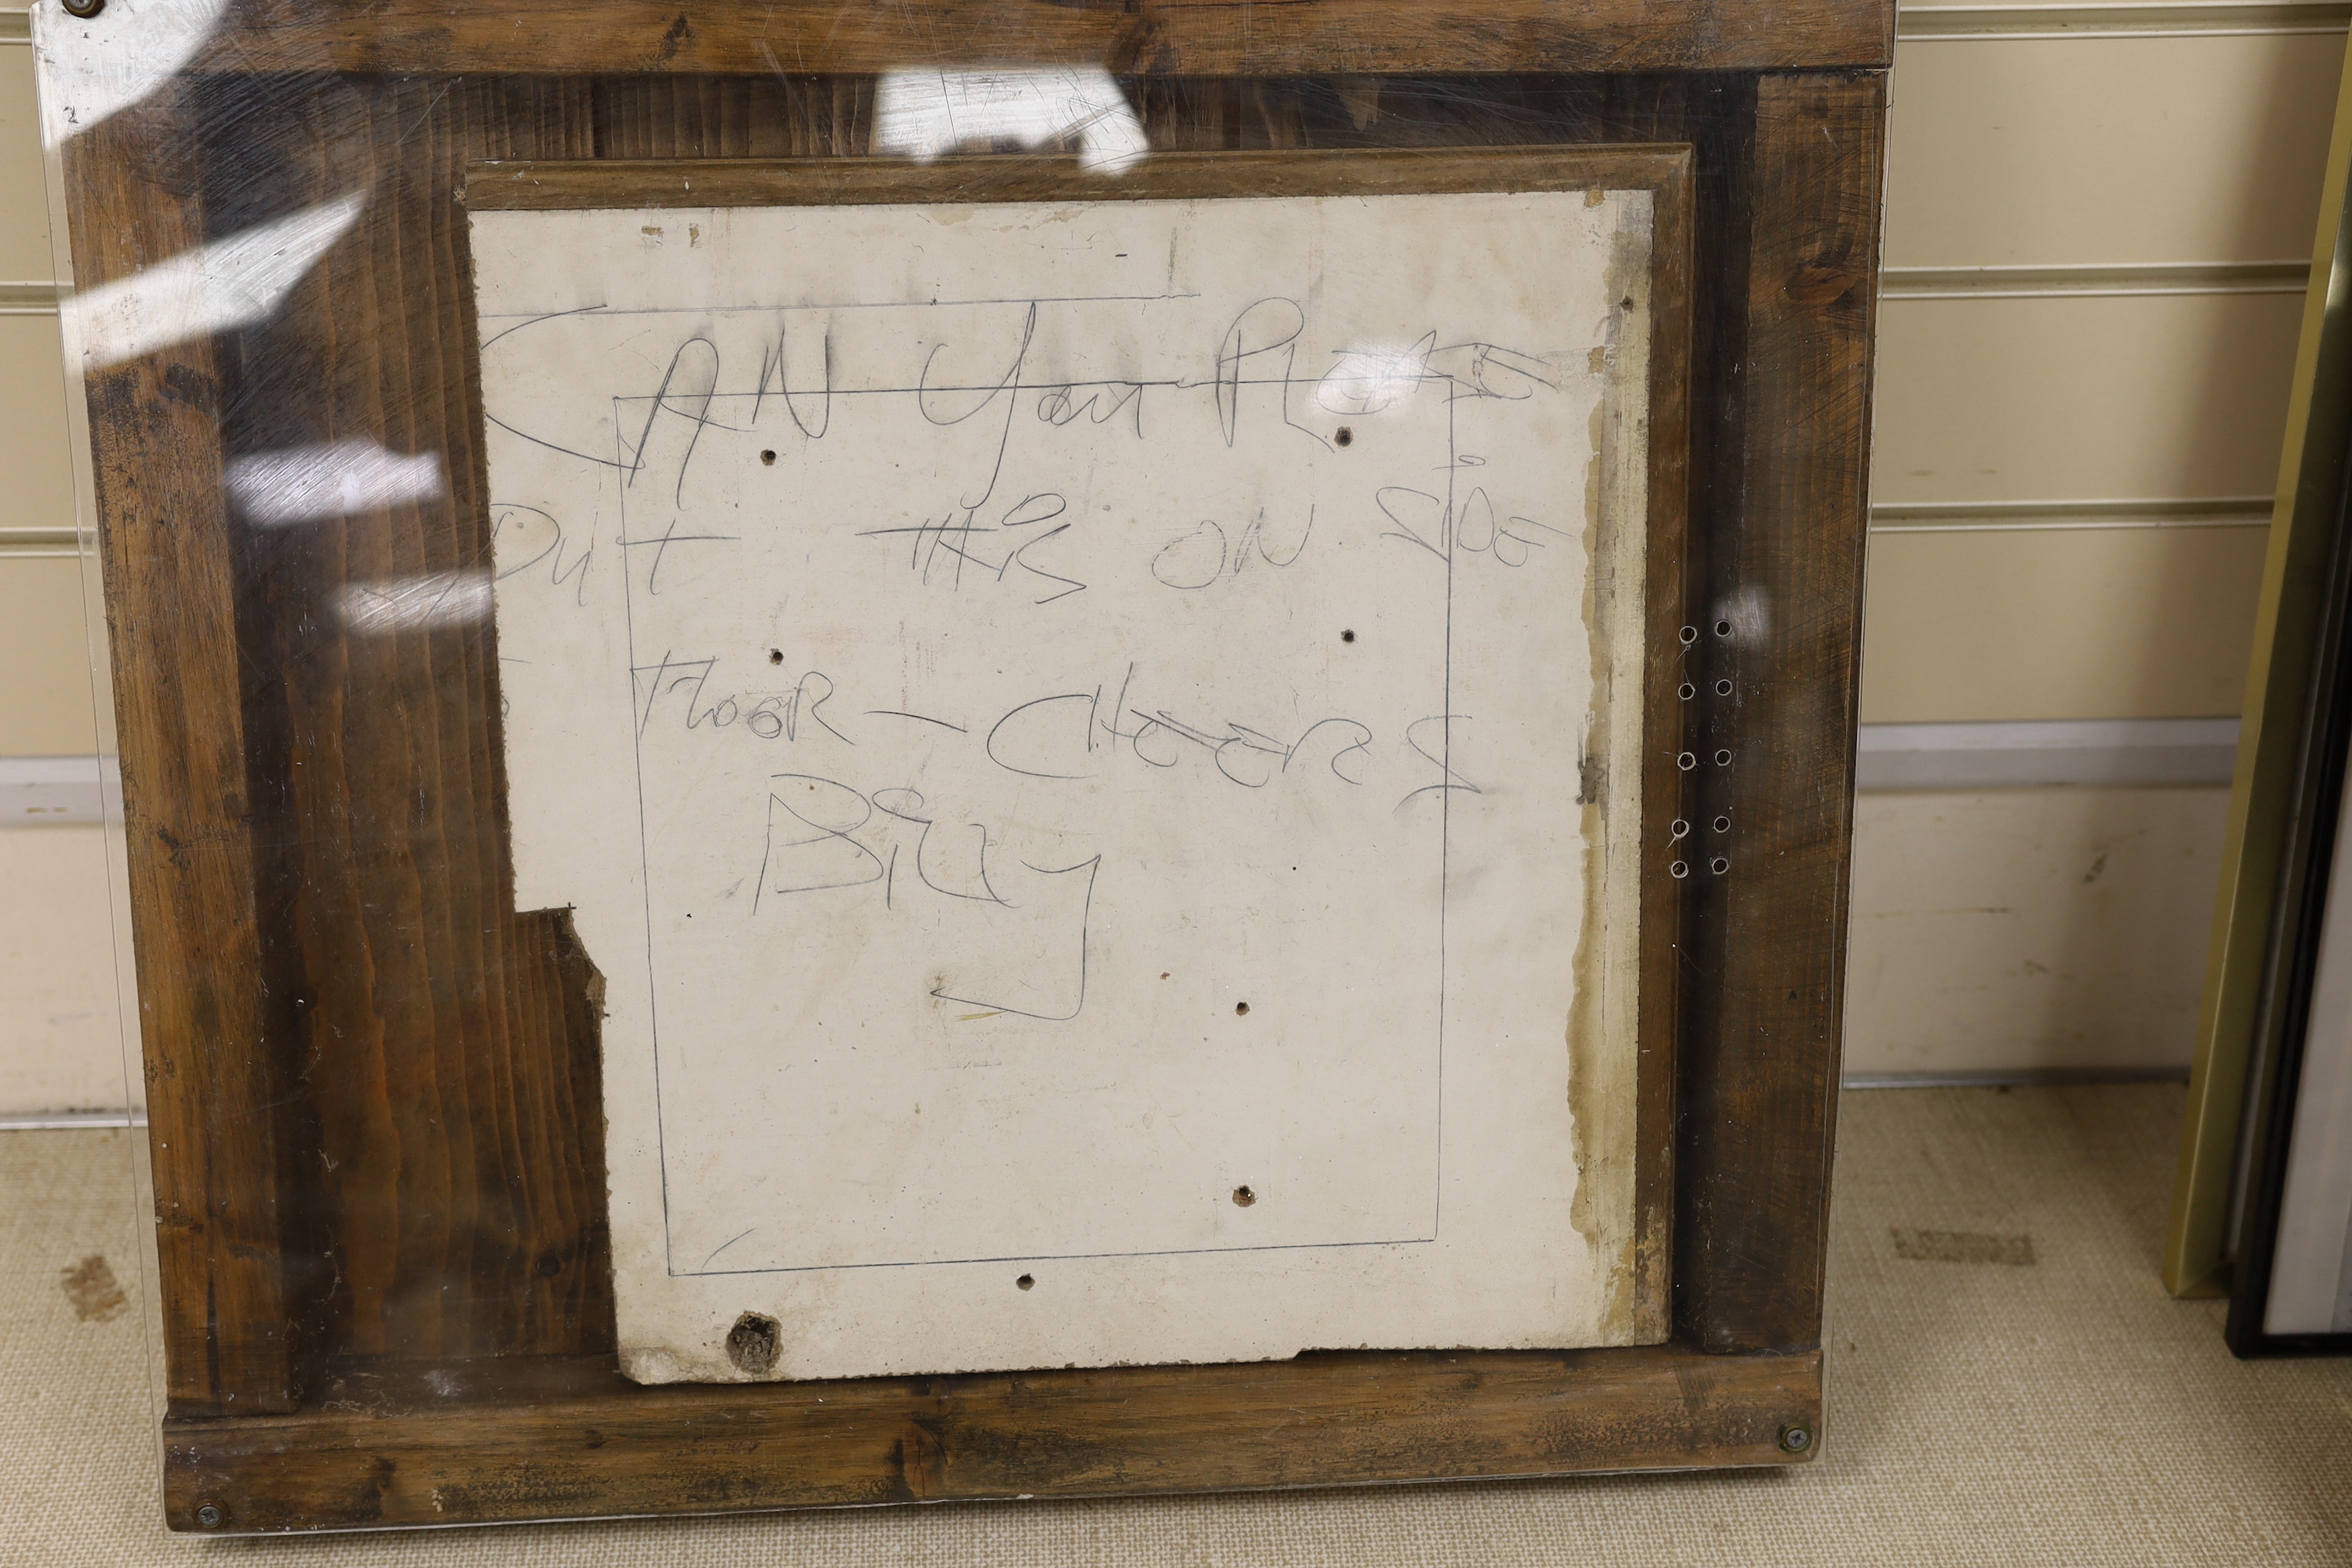 CAN You PLEASE
Put THiS ON SiDE
FlooR - CHEERS
BiLLy